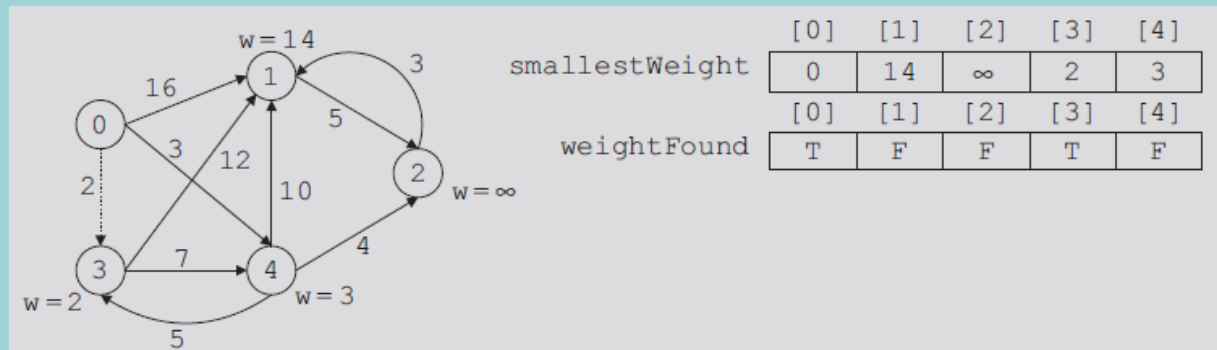 w = 14
16
1
3
5
0
3
12
10
2
2
w = ∞
4
7
3
4
w = 2
w = 3
5
[0] [1] [2] [3] [4]
smallestWeight 0 14 ∞ 2 3
[0] [1] [2] [3] [4]
weightFound T F F T F